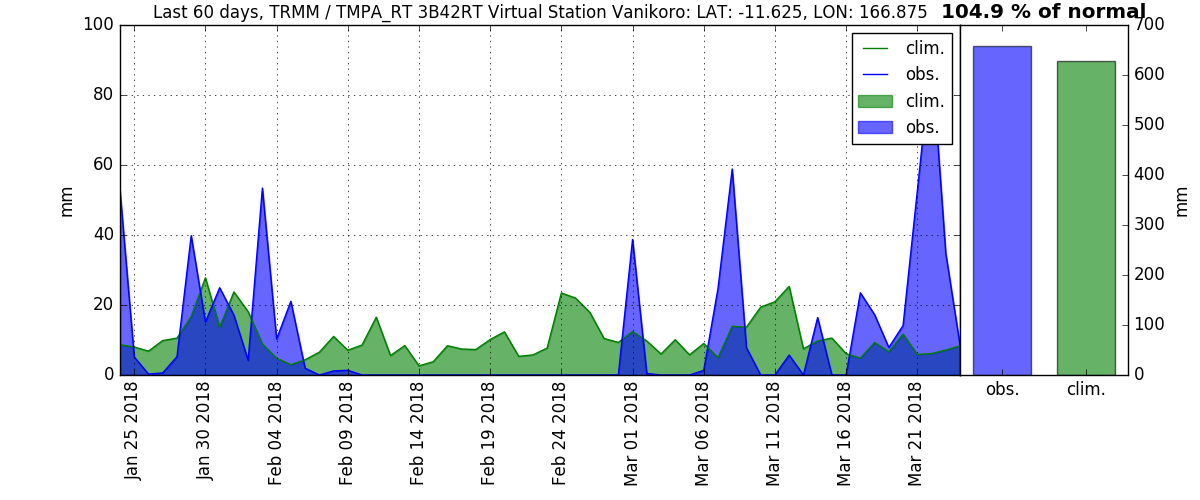 Last 60 days, TRMM / TMPA_RT 3B42RT Virtual Station Vanikoro: LAT: -11.625, LON: 166.875
104.9 % of normal
100
80
60
40
20
0
mm
clim.
obs.
clim.
obs.
Jan 25 2018
Jan 30 2018
Feb 04 2018
Feb 09 2018
Feb 14 2018
Feb 19 2018
Feb 24 2018
Mar 01 2018
Mar 06 2018
Mar 11 2018
Mar 16 2018
Mar 21 2018
700
600
500
400
300
200
100
0
mm
obs.
clim.